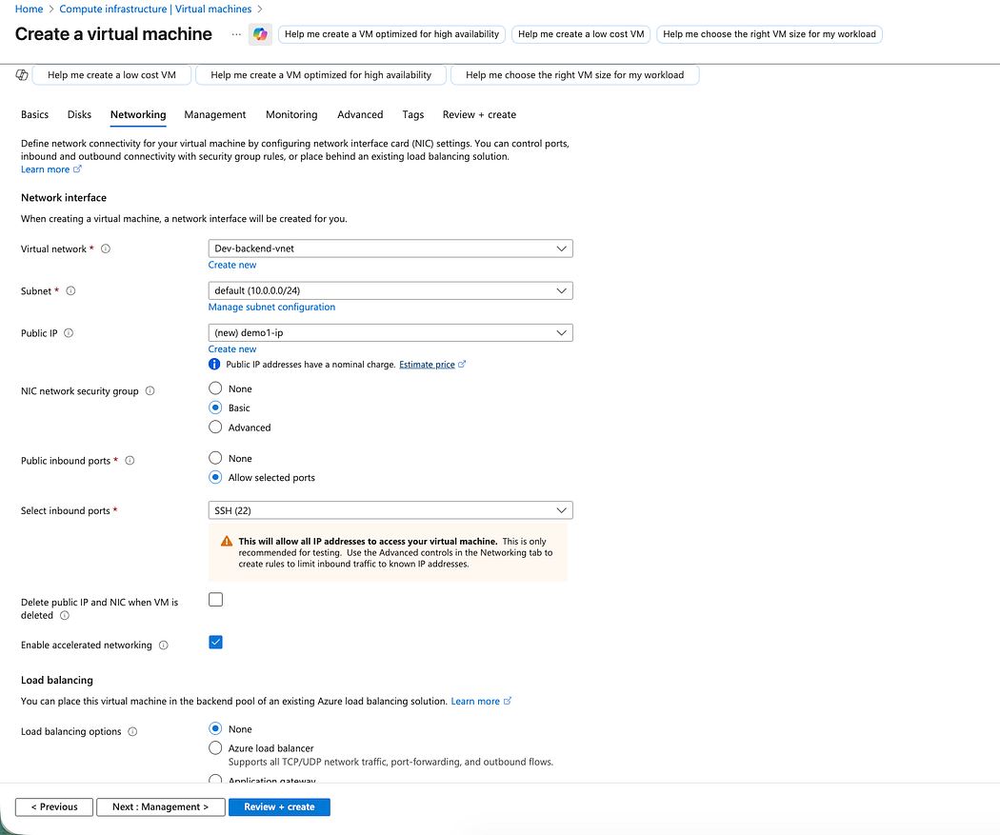 Home > Compute infrastructure | Virtual machines >
Create a virtual machine ... Help me create a VM optimized for high availability Help me create a low cost VM Help me choose the right VM size for my workload
Help me create a low cost VM Help me create a VM optimized for high availability Help me choose the right VM size for my workload
Basics Disks Networking Management Monitoring Advanced Tags Review + create
Define network connectivity for your virtual machine by configuring network interface card (NIC) settings. You can control ports,
inbound and outbound connectivity with security group rules, or place behind an existing load balancing solution.
Learn more
Network interface
When creating a virtual machine, a network interface will be created for you.
Virtual network * Dev-backend-vnet
Create new
Subnet * default (10.0.0.0/24)
Manage subnet configuration
Public IP (new) demo1-ip
Create new
Public IP addresses have a nominal charge. Estimate price
NIC network security group None
Basic
Advanced
Public inbound ports * None
Allow selected ports
Select inbound ports * SSH (22)
This will allow all IP addresses to access your virtual machine. This is only
recommended for testing. Use the Advanced controls in the Networking tab to
create rules to limit inbound traffic to known IP addresses.
Delete public IP and NIC when VM is
deleted
Enable accelerated networking
Load balancing
You can place this virtual machine in the backend pool of an existing Azure load balancing solution. Learn more
Load balancing options None
Azure load balancer
Supports all TCP/UDP network traffic, port-forwarding, and outbound flows.
Application gateway
< Previous Next : Management > Review + create